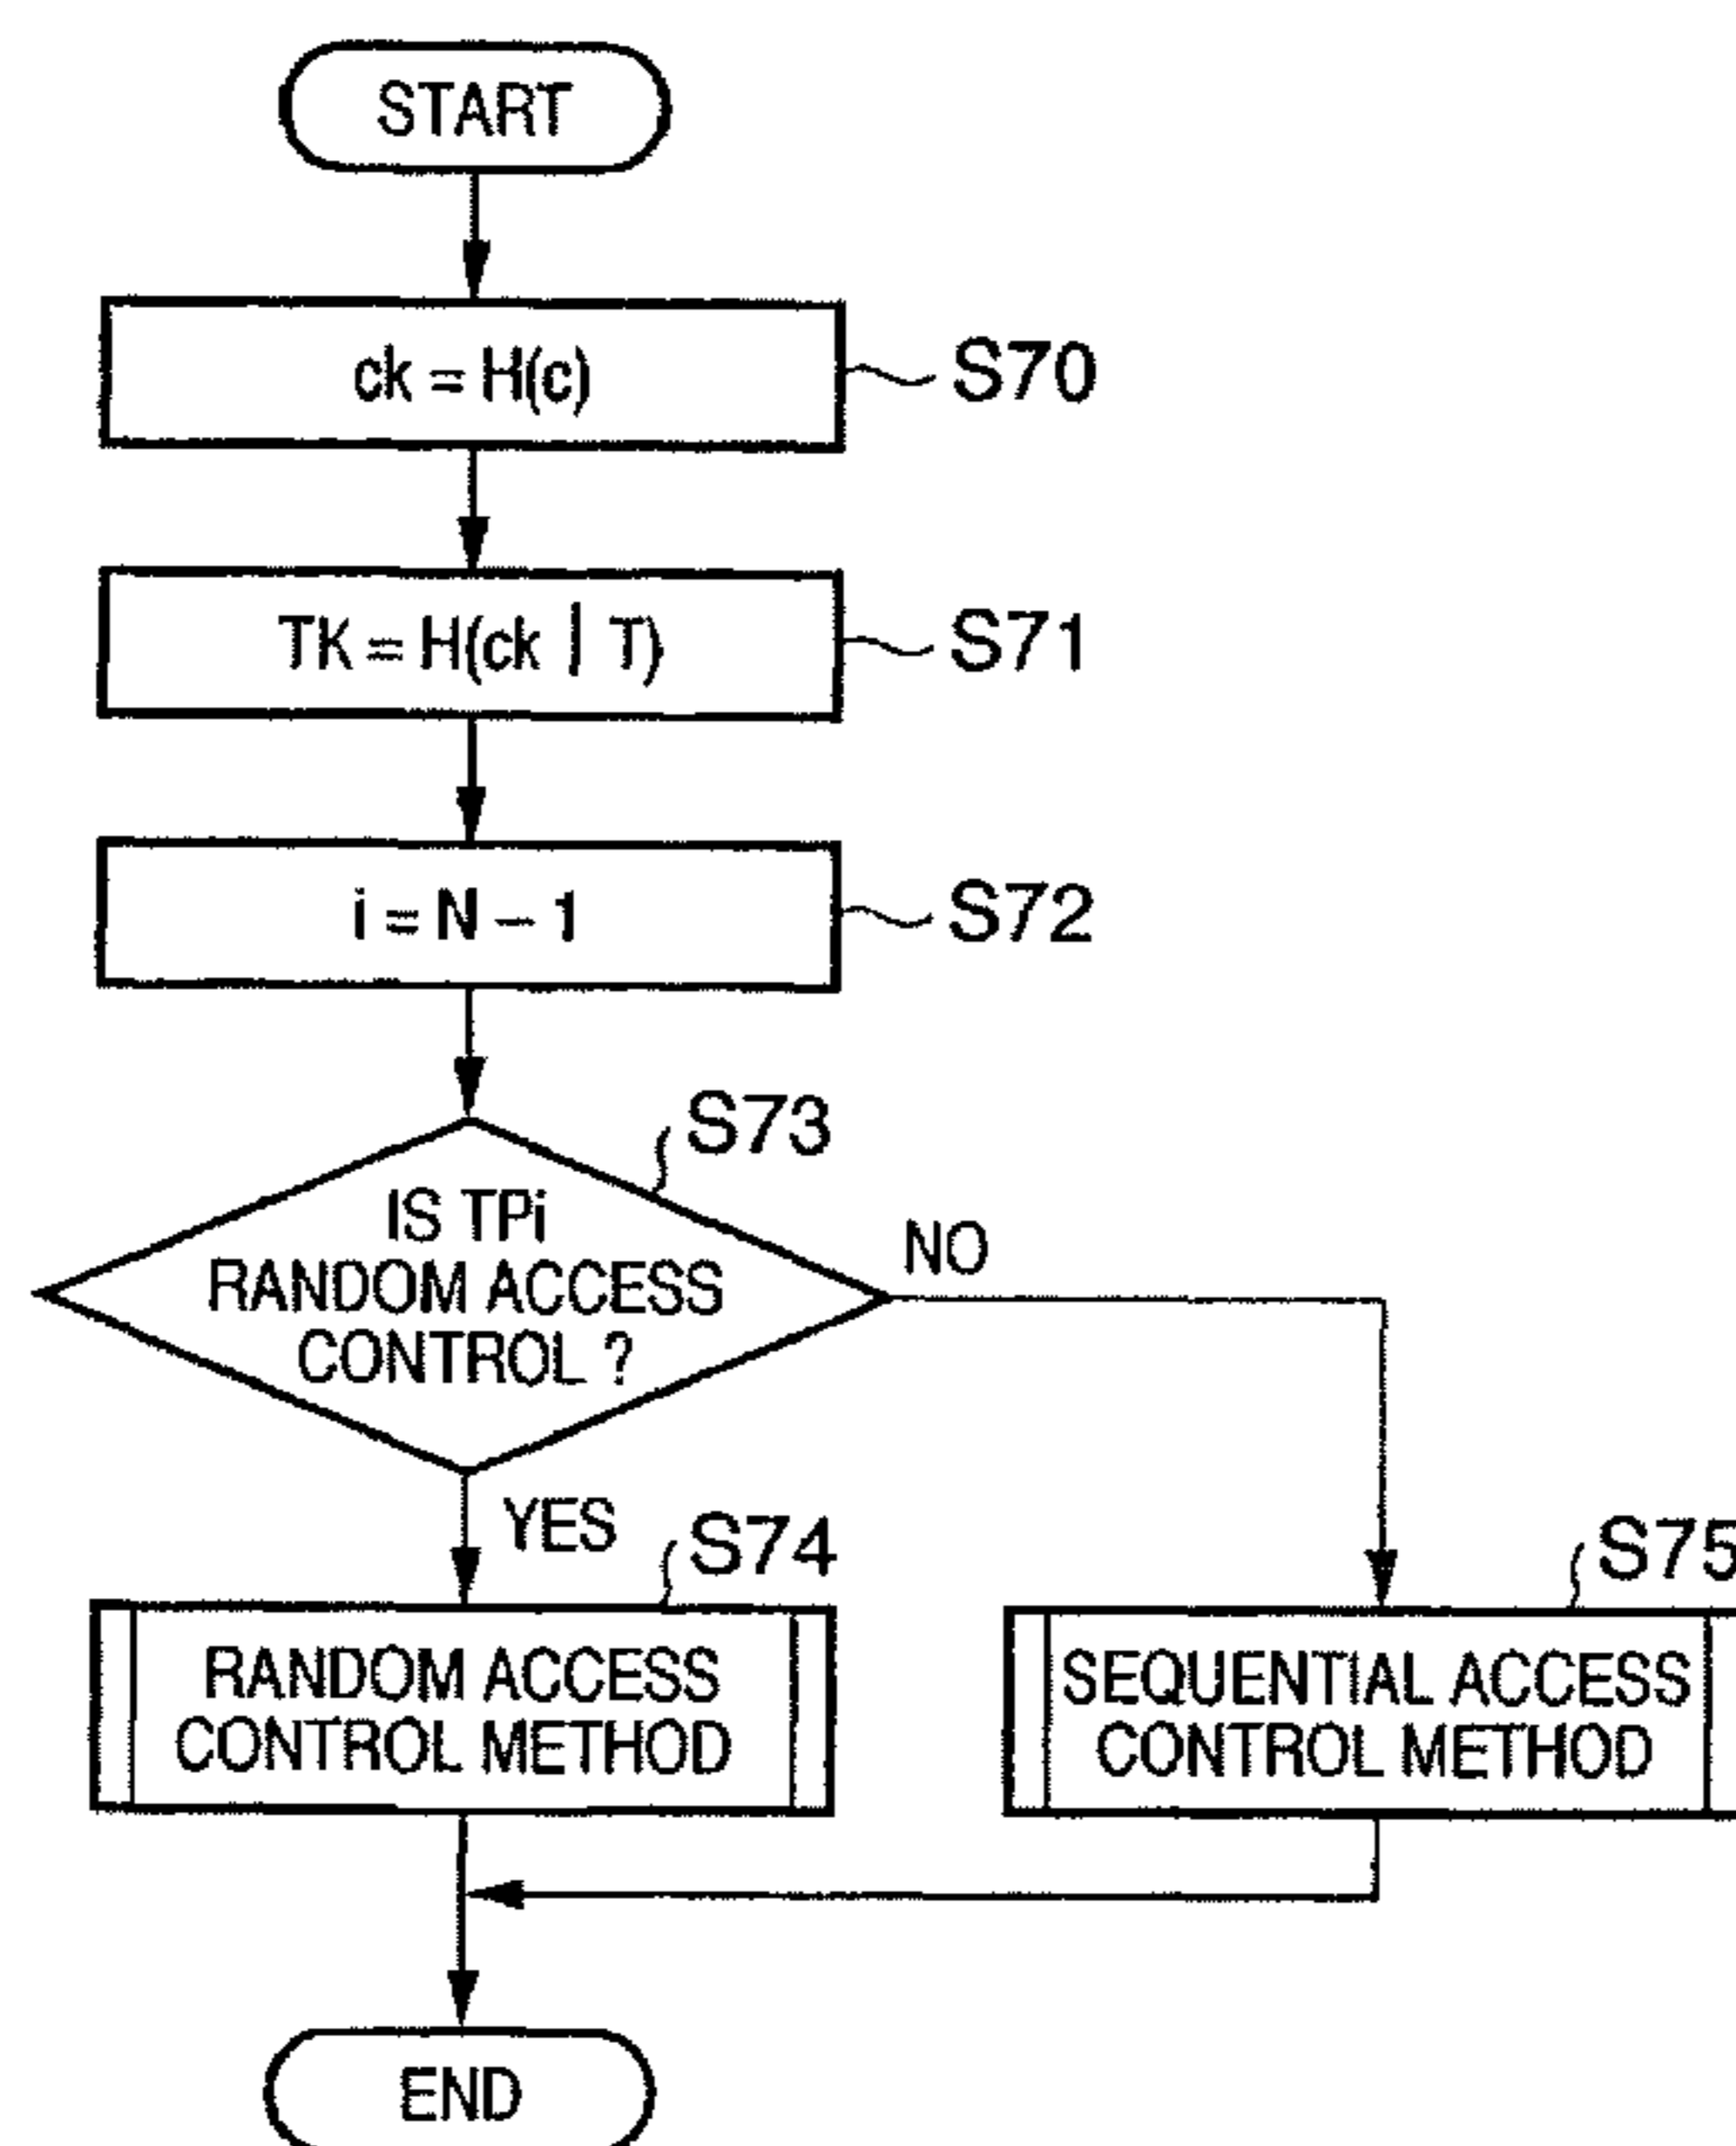 START
ck = H(c)
S70
TK = H(ck | T)
S71
i = N – 1
S72
S73
IS TPi
RANDOM ACCESS
CONTROL ?
NO
YES
S74
RANDOM ACCESS
CONTROL METHOD
S75
SEQUENTIAL ACCESS
CONTROL METHOD
END